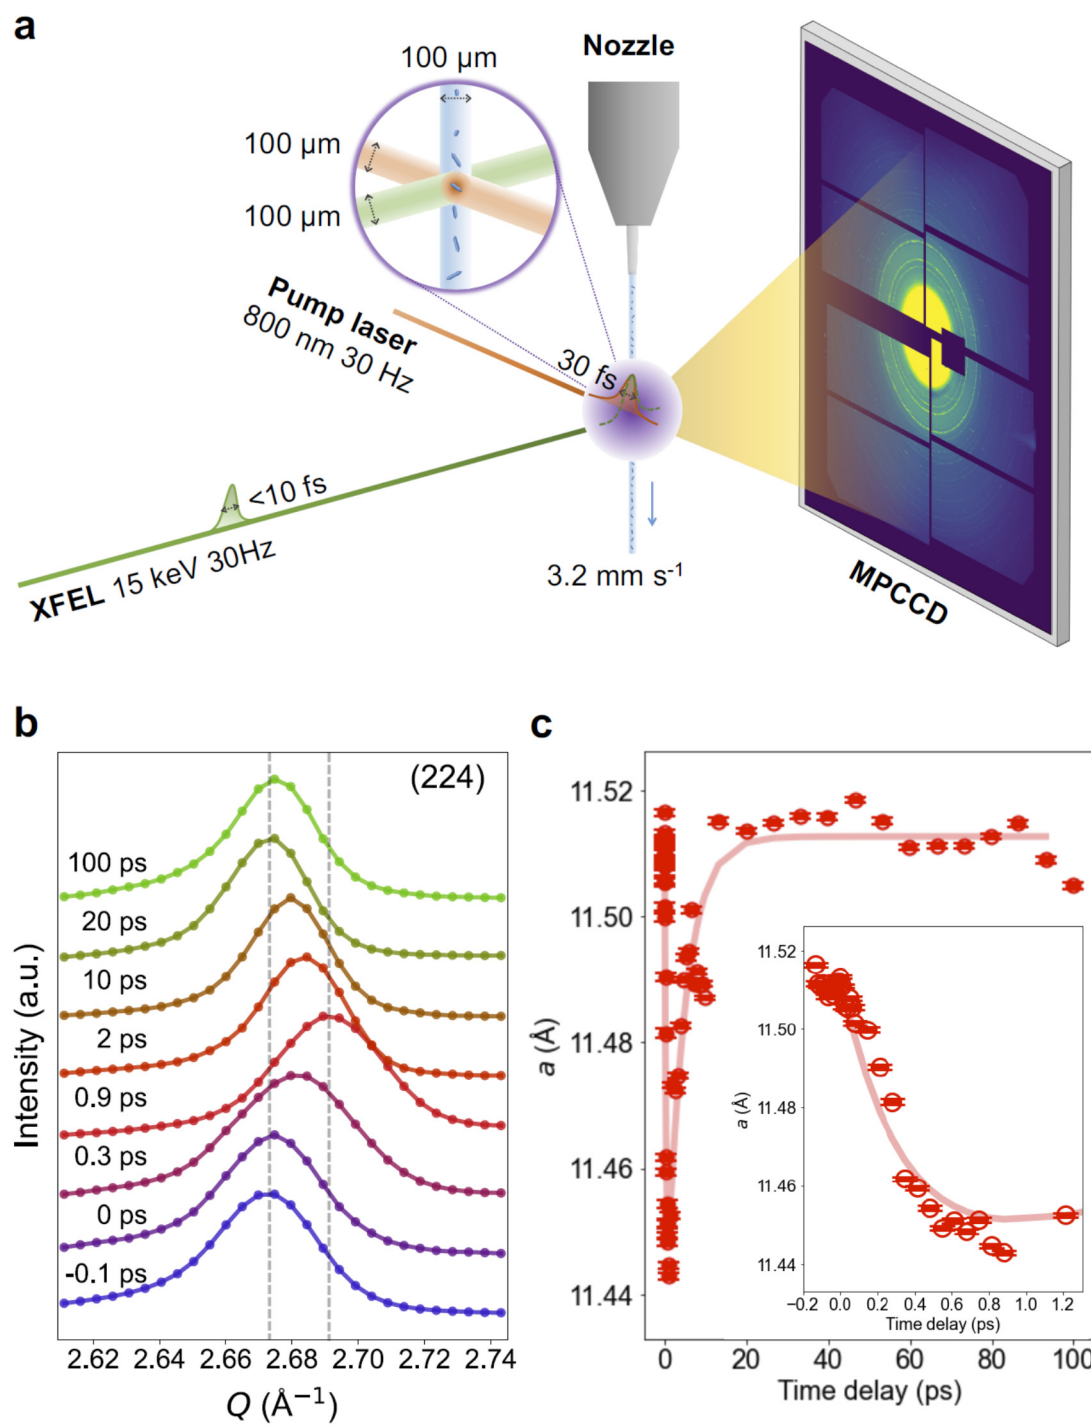 a
100 μm
100 μm
100 μm
Nozzle
Pump laser
800 nm 30 Hz
30 fs
<10 fs
XFEL 15 keV 30Hz
3.2 mm s⁻¹
MPCCD
b
(224)
100 ps
20 ps
10 ps
2 ps
0.9 ps
0.3 ps
0 ps
-0.1 ps
Intensity (a.u.)
2.62 2.64 2.66 2.68 2.70 2.72 2.74
Q (Å⁻¹)
c
11.52
11.50
11.48
11.46
11.44
a (Å)
0 20 40 60 80 100
Time delay (ps)
11.52
11.50
11.48
11.46
11.44
a (Å)
−0.2 0.0 0.2 0.4 0.6 0.8 1.0 1.2
Time delay (ps)